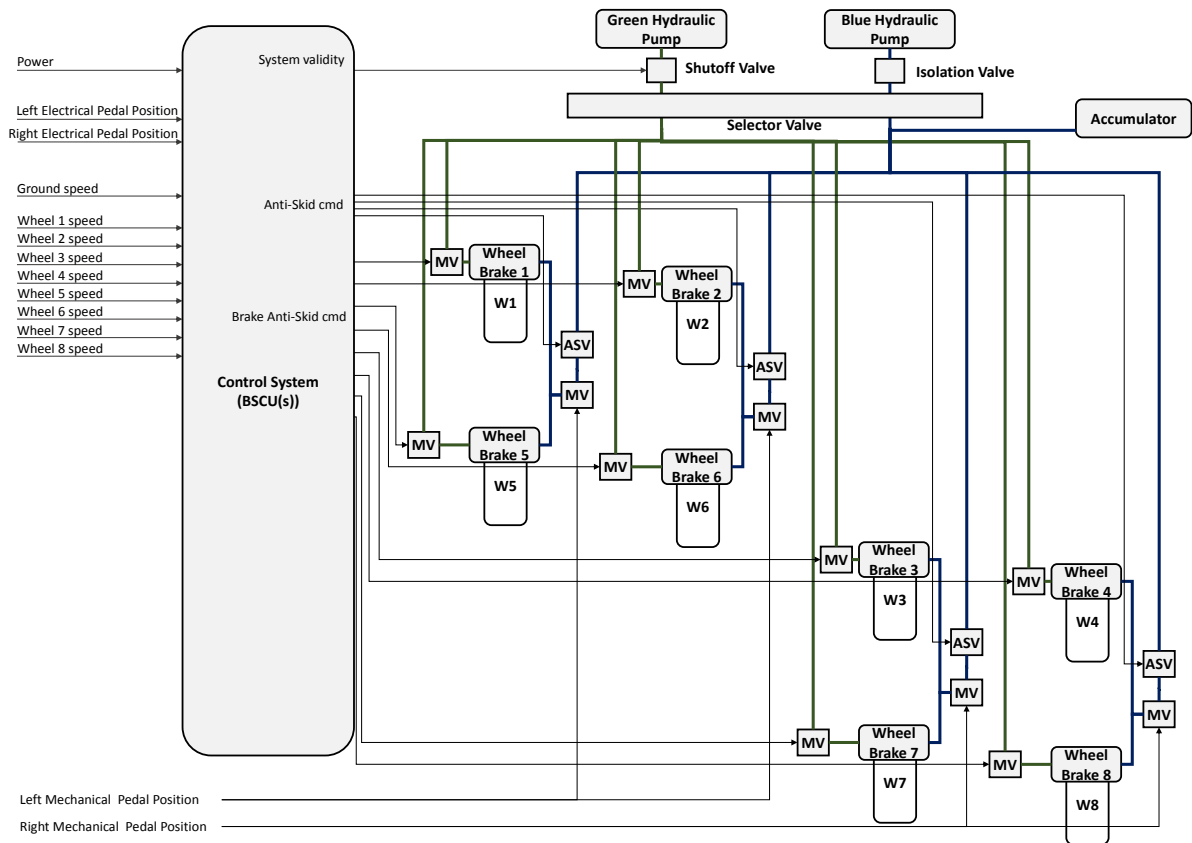 Green Hydraulic
Pump
Blue Hydraulic
Pump
Power
System validity
Shutoff Valve
Isolation Valve
Left Electrical Pedal Position
Right Electrical Pedal Position
Selector Valve
Accumulator
Ground speed
Anti-Skid cmd
Wheel 1 speed
Wheel 2 speed
Wheel 3 speed
Wheel 4 speed
Wheel 5 speed
Wheel 6 speed
Wheel 7 speed
Wheel 8 speed
Brake Anti-Skid cmd
Control System
(BSCU(s))
MV
Wheel
Brake 1
W1
MV
Wheel
Brake 2
W2
ASV
MV
ASV
MV
MV
Wheel
Brake 5
W5
MV
Wheel
Brake 6
W6
MV
Wheel
Brake 3
W3
MV
Wheel
Brake 4
W4
ASV
MV
ASV
MV
MV
Wheel
Brake 7
W7
MV
Wheel
Brake 8
W8
Left Mechanical  Pedal Position
Right Mechanical  Pedal Position